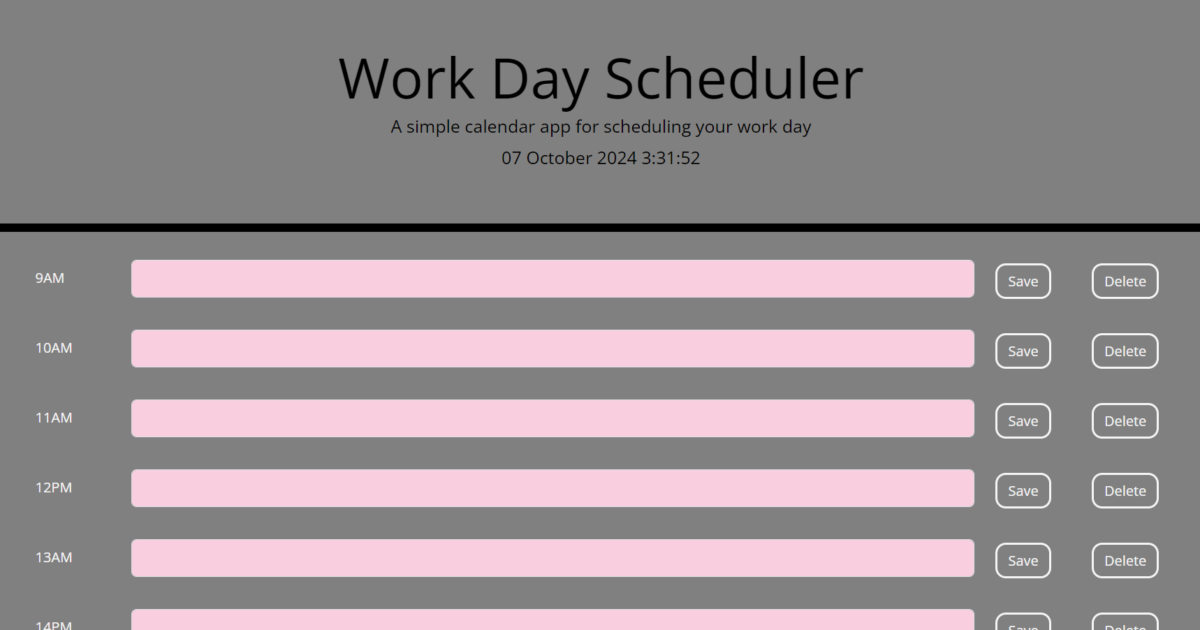 Work Day Scheduler
A simple calendar app for scheduling your work day
07 October 2024 3:31:52
9AM Save Delete
10AM Save Delete
11AM Save Delete
12PM Save Delete
13AM Save Delete
14PM Save Delete